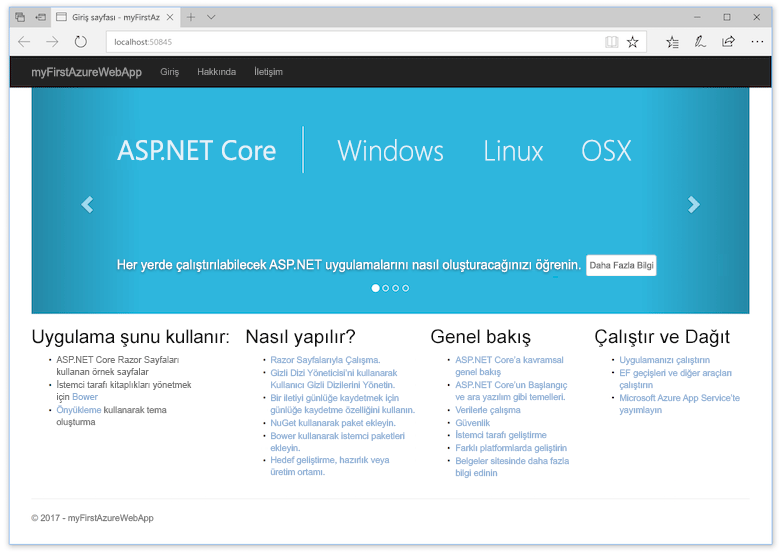 Giriş sayfası - myFirstAz
localhost:50845
myFirstAzureWebApp Giriş Hakkında İletişim
ASP.NET Core Windows Linux OSX
Her yerde çalıştırılabilecek ASP.NET uygulamalarını nasıl oluşturacağınızı öğrenin. Daha Fazla Bilgi
Uygulama şunu kullanır:
• ASP.NET Core Razor Sayfaları
kullanan örnek sayfalar
• İstemci tarafı kitaplıkları yönetmek
için Bower
• Önyükleme kullanarak tema
oluşturma
Nasıl yapılır?
• Razor Sayfalarıyla Çalışma.
• Gizli Dizi Yöneticisi'ni kullanarak
Kullanıcı Gizli Dizilerini Yönetin.
• Bir iletiyi günlüğe kaydetmek için
günlüğe kaydetme özelliğini kullanın.
• NuGet kullanarak paket ekleyin.
• Bower kullanarak istemci paketleri
ekleyin.
• Hedef geliştirme, hazırlık veya
üretim ortamı.
Genel bakış
• ASP.NET Core'a kavramsal
genel bakış
• ASP.NET Core'un Başlangıç
ve ara yazılım gibi temelleri.
• Verilerle çalışma
• Güvenlik
• İstemci tarafı geliştirme
• Farklı platformlarda geliştirin
• Belgeler sitesinde daha fazla
bilgi edinin
Çalıştır ve Dağıt
• Uygulamanızı çalıştırın
• EF geçişleri ve diğer araçları
çalıştırın
• Microsoft Azure App Service'te
yayımlayın
© 2017 - myFirstAzureWebApp